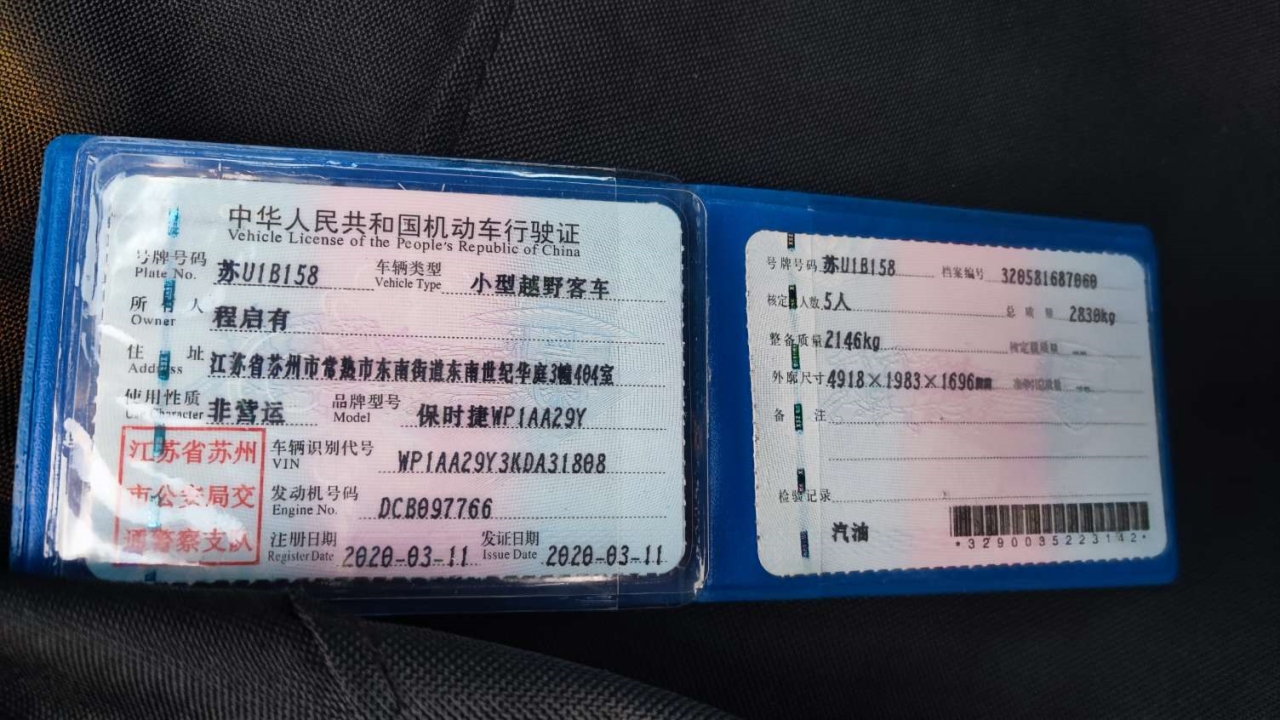 中华人民共和国机动车行驶证
Vehicle License of the People's Republic of China
号牌号码 苏U1B158 车辆类型 小型越野客车
Plate No. Vehicle Type
所有人 程启有
Owner
住址 江苏省苏州市常熟市东南街道东南世纪华庭3幢404室
Address
使用性质 非营运 品牌型号 保时捷WP1AA29Y
Use Character Model
江苏省苏州
市公安局交
通警察支队
车辆识别代号 WP1AA29Y3KDA31808
VIN
发动机号码 DCB097766
Engine No.
注册日期 2020-03-11 发证日期 2020-03-11
Register Date Issue Date
号牌号码 苏U1B158 档案编号 320581687060
核定人数 5人 总质量 2830kg
整备质量 2146kg 核定载质量
外廓尺寸 4918×1983×1696
备注
检验记录
汽油
*3290035223142*